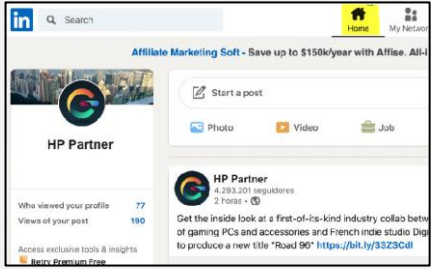 in Search
Home My Networ
Affiliate Marketing Soft - Save up to $150k/year with Affise. All-i
Start a post
Photo Video Job
HP Partner
Who viewed your profile 77
Views of your post 190
Access exclusive tools & insights
Retry Premium Free
HP Partner
4.293.201 seguidores
2 horas •
Get the inside look at a first-of-its-kind industry collab betw
of gaming PCs and accessories and French indie studio Digi
to produce a new title "Road 96" https://bit.ly/33Z3Cdl